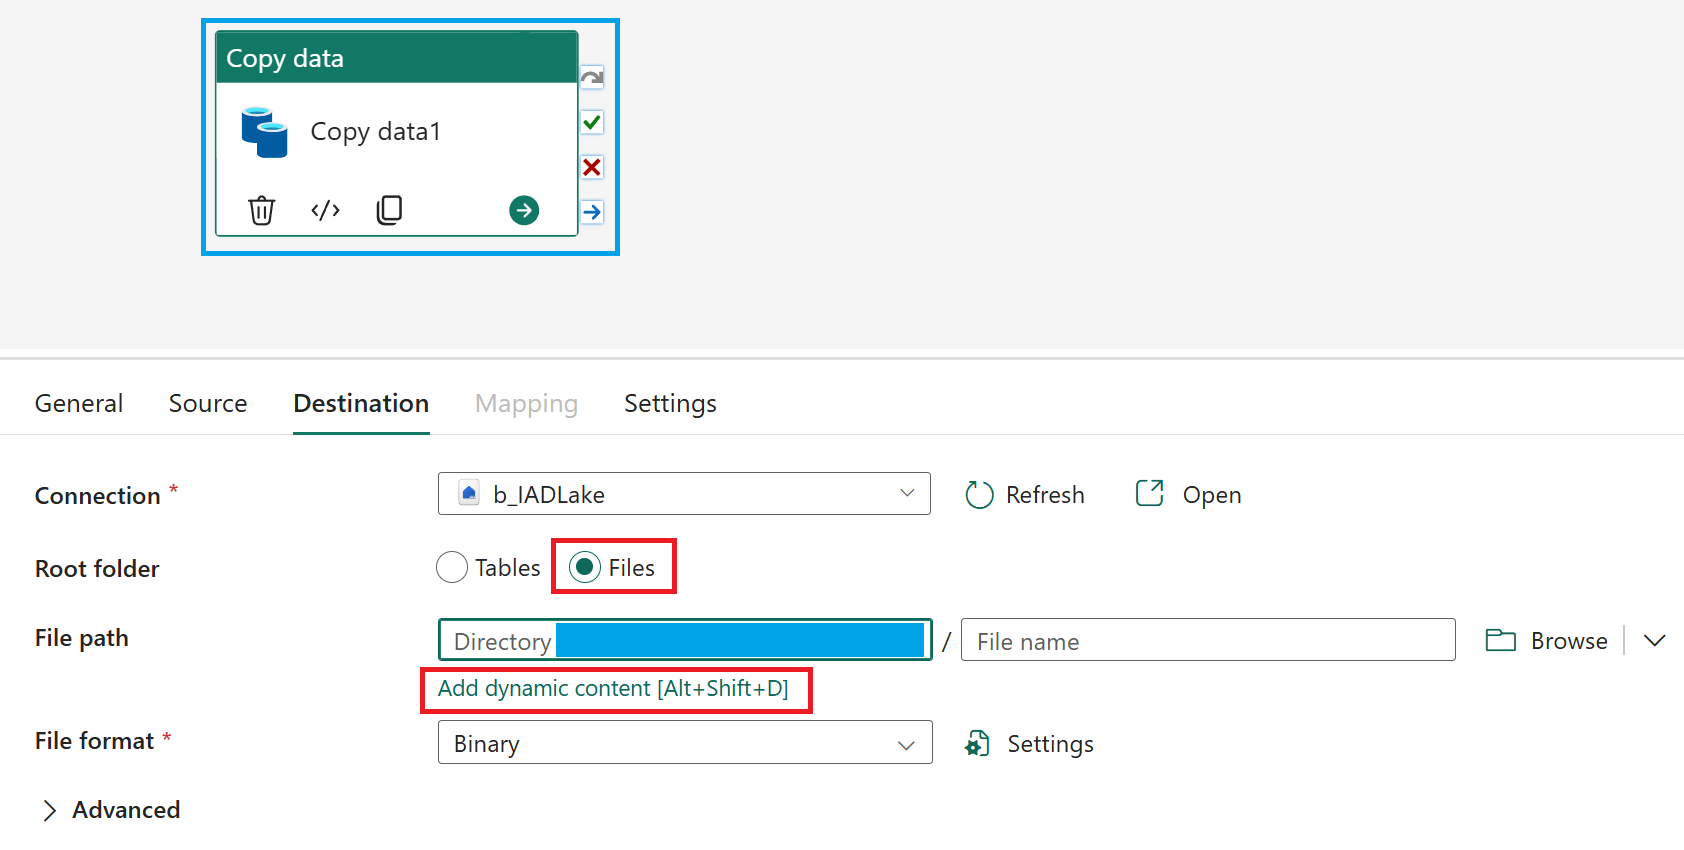 Copy data
Copy data1
General Source Destination Mapping Settings
Connection * b_IADLake Refresh Open
Root folder Tables Files
File path Directory / File name Browse
Add dynamic content [Alt+Shift+D]
File format * Binary Settings
Advanced